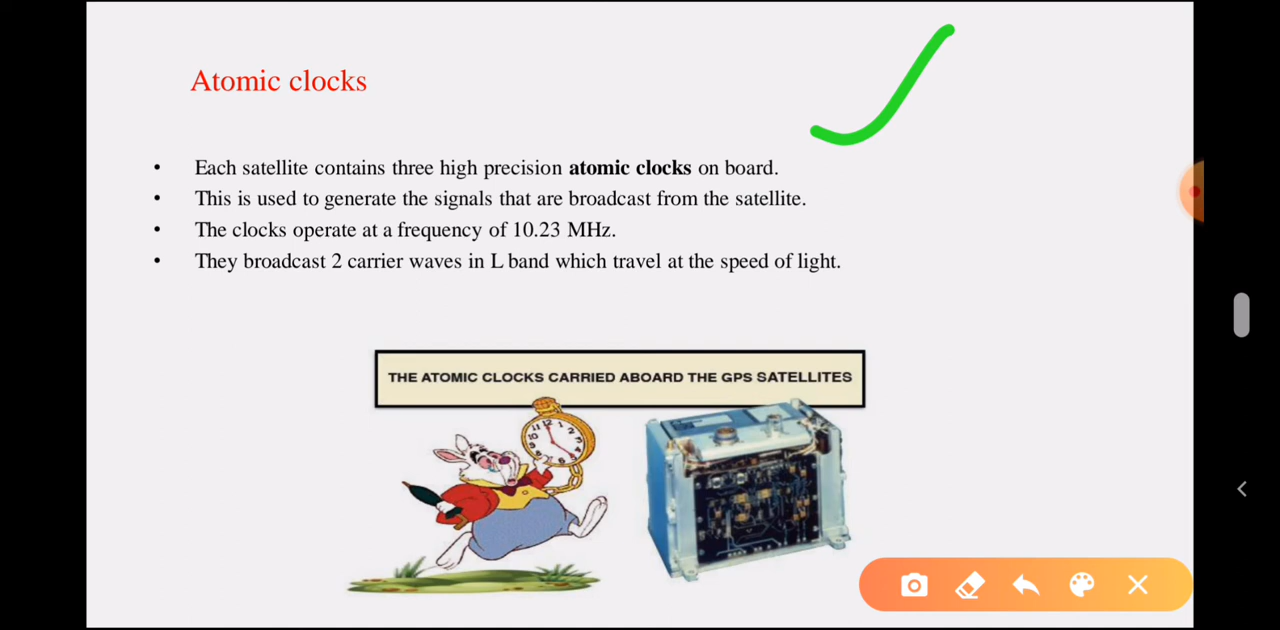 Atomic clocks
• Each satellite contains three high precision atomic clocks on board.
• This is used to generate the signals that are broadcast from the satellite.
• The clocks operate at a frequency of 10.23 MHz.
• They broadcast 2 carrier waves in L band which travel at the speed of light.
THE ATOMIC CLOCKS CARRIED ABOARD THE GPS SATELLITES